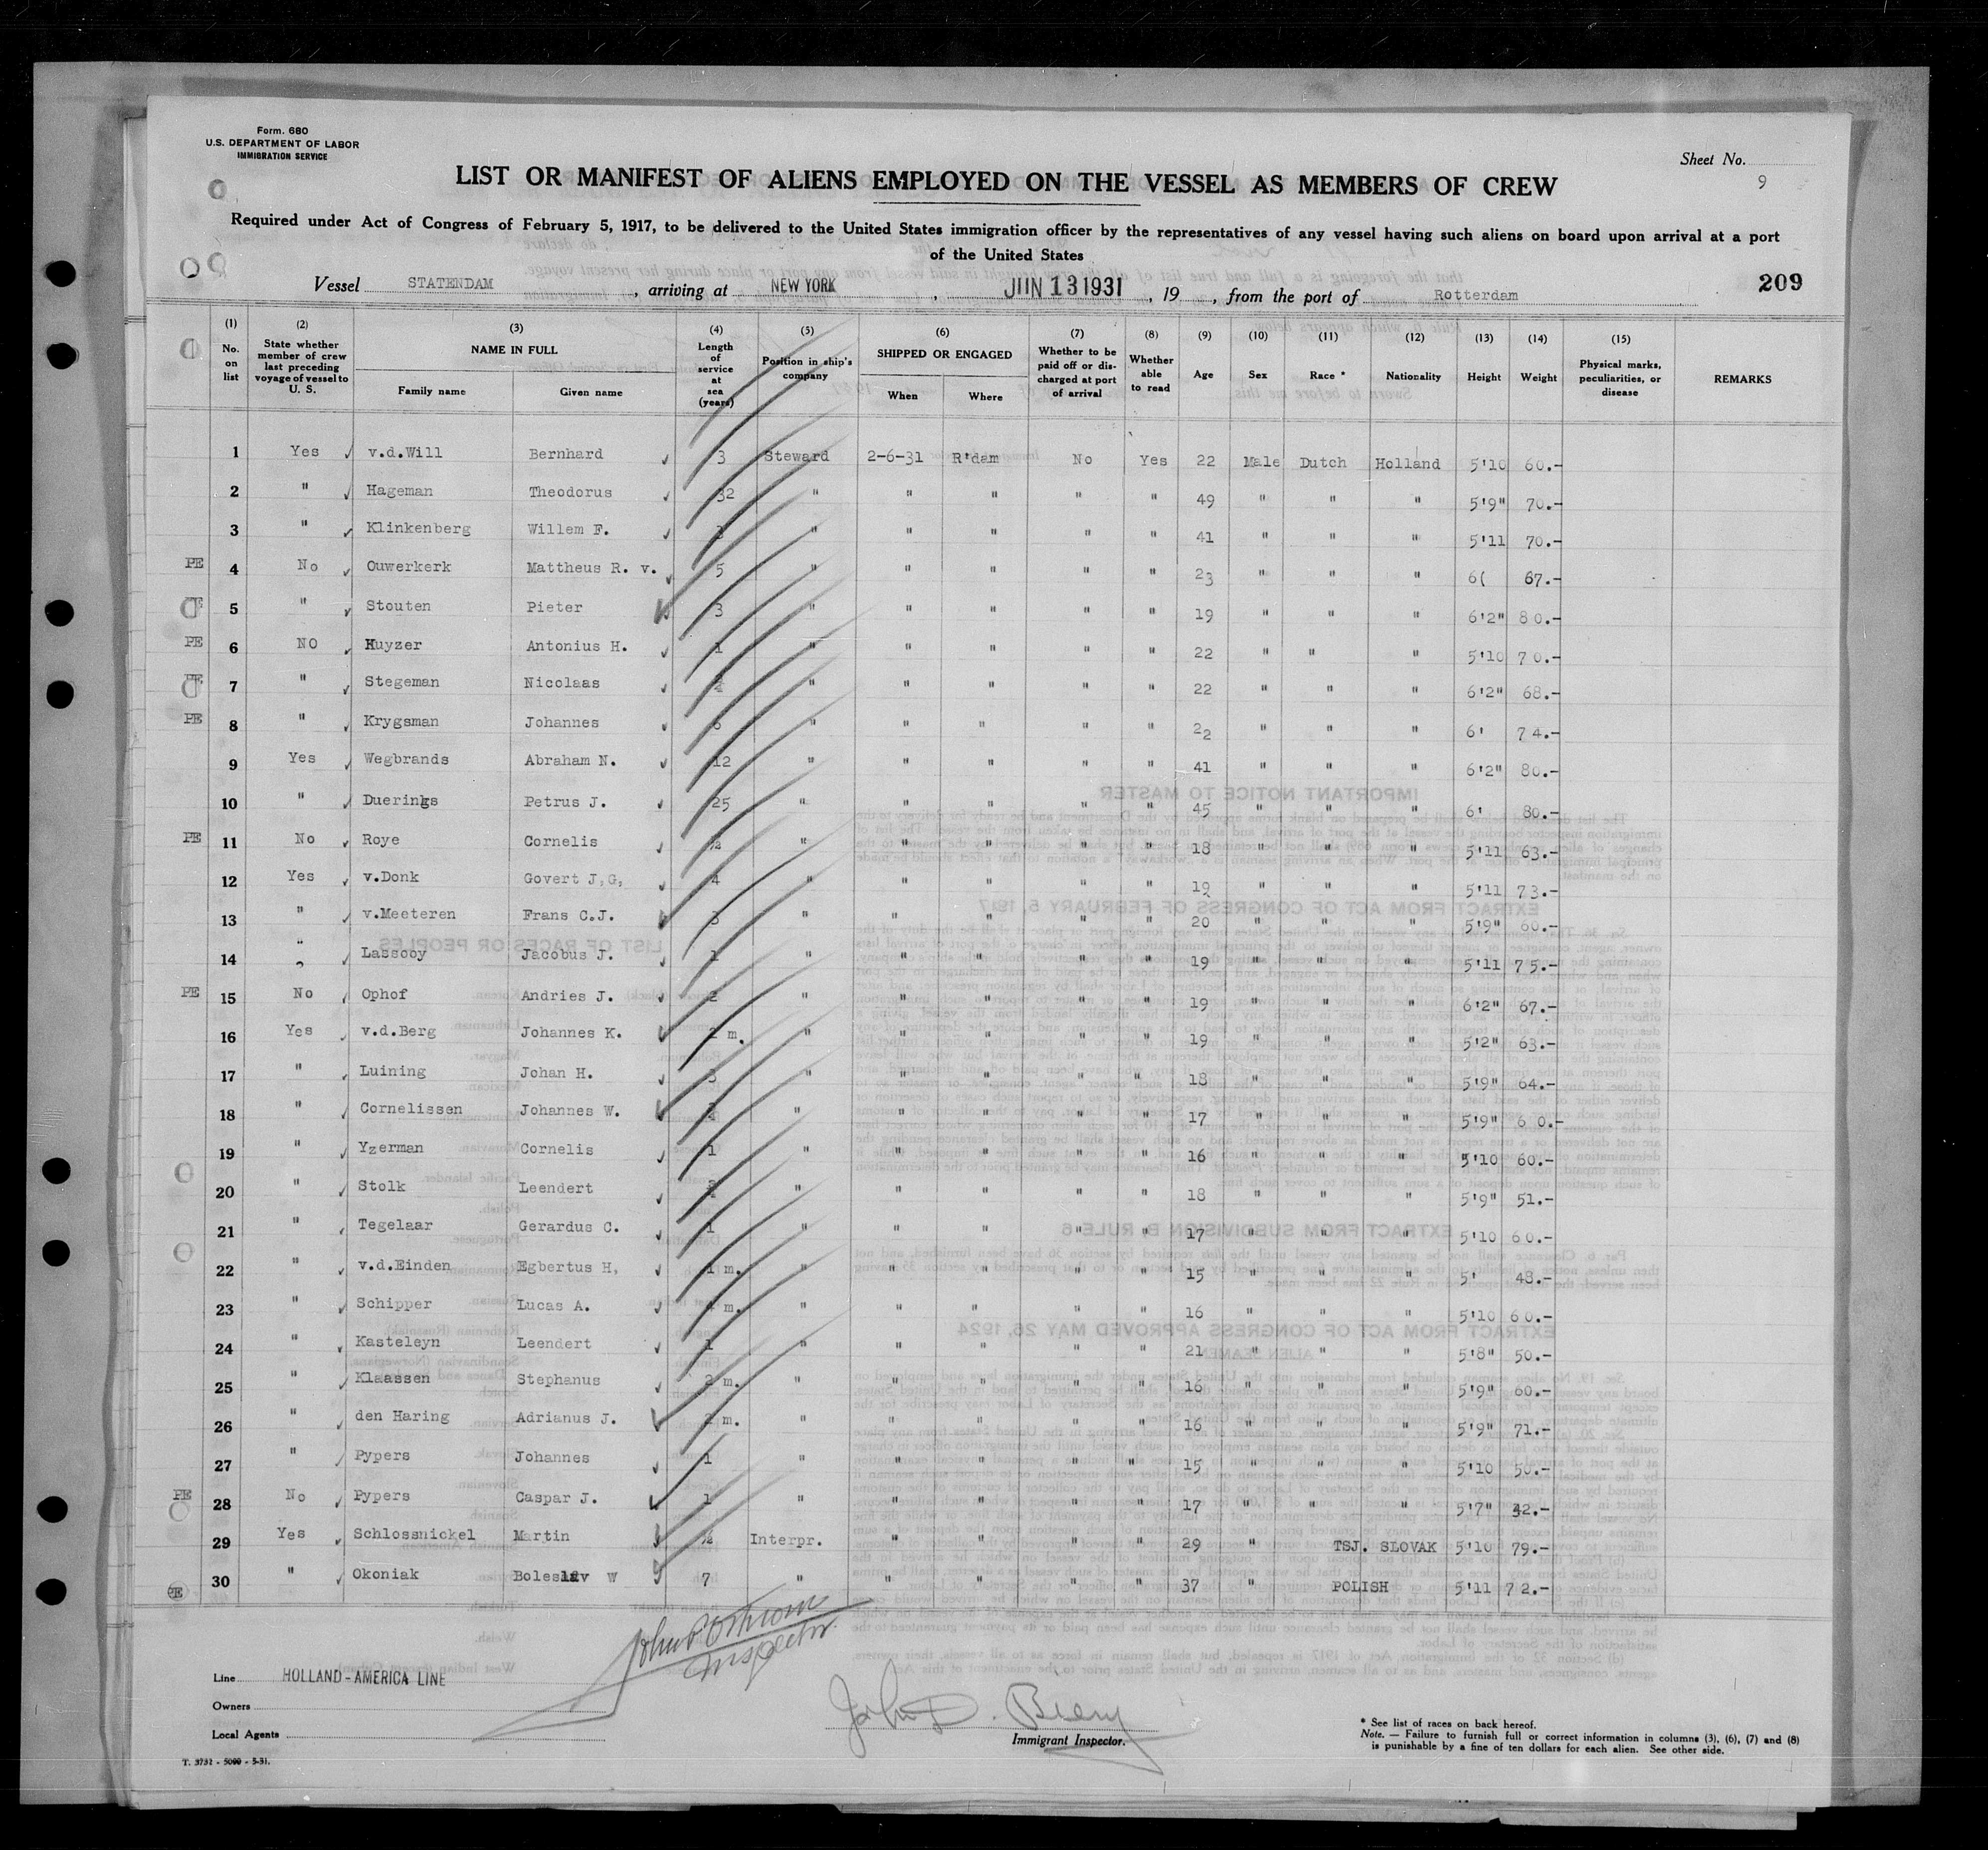 Form. 680
U.S. DEPARTMENT OF LABOR
IMMIGRATION SERVICE
Sheet No. 9
LIST OR MANIFEST OF ALIENS EMPLOYED ON THE VESSEL AS MEMBERS OF CREW
Required under Act of Congress of February 5, 1917, to be delivered to the United States immigration officer by the representatives of any vessel having such aliens on board upon arrival at a port
of the United States
Vessel STATENDAM, arriving at NEW YORK, JUN 13 1931, 19, from the port of Rotterdam 209
(1) No. on list (2) State whether member of crew last preceding voyage of vessel to U. S. (3) NAME IN FULL Family name Given name (4) Length of service at sea (years) (5) Position in ship's company (6) SHIPPED OR ENGAGED When Where (7) Whether to be paid off or discharged at port of arrival (8) Whether able to read (9) Age (10) Sex (11) Race * (12) Nationality (13) Height (14) Weight (15) Physical marks, peculiarities, or disease REMARKS
1 Yes v.d.Will Bernhard 3 Steward 2-6-31 R'dam No Yes 22 Male Dutch Holland 5'10 60.-
2 " Hageman Theodorus 32 " " " " " 49 " " " 5'9" 70.-
3 " Klinkenberg Willem F. " " " " " 41 " " " 5'11 70.-
PE 4 No Ouwerkerk Mattheus R. v. 5 " " " " " 23 " " " 6( 67.-
PE 5 " Stouten Pieter 3 " " " " " 19 " " " 6'2" 80.-
PE 6 NO Kuyzer Antonius H. 1 " " " " " 22 " " " 5'10 70.-
PE 7 " Stegeman Nicolaas " " " " " 22 " " " 6'2" 68.-
PE 8 " Krygsman Johannes 6 " " " " " 22 " " " 6' 74.-
9 Yes Wegbrands Abraham N. 12 " " " " " 41 " " " 6'2" 80.-
10 " Duerings Petrus J. 25 " " " " " 45 " " " 6' 80.-
PE 11 No Roye Cornelis ½ " " " " " 18 " " " 5'11 63.-
12 Yes v.Donk Govert J,G, 4 " " " " " 19 " " " 5'11 73.-
13 " v.Meeteren Frans C.J. 3 " " " " " 20 " " " 5'9" 60.-
14 " Lassooy Jacobus J. 1 " " " " " 19 " " " 5'11 75.-
PE 15 No Ophof Andries J. 2 " " " " " 19 " " " 6'2" 67.-
16 Yes v.d.Berg Johannes K. 2 m. " " " " " 19 " " " 5'2" 63.-
17 " Luining Johan H. 3 " " " " " 18 " " " 5'9" 64.-
18 " Cornelissen Johannes W. " " " " " 17 " " " 5'9" 60.-
19 " Yzerman Cornelis 1 " " " " " 16 " " " 5'10 60.-
20 " Stolk Leendert " " " " " 18 " " " 5'9" 51.-
21 " Tegelaar Gerardus C. 1 " " " " " 17 " " " 5'10 60.-
22 " v.d.Einden Egbertus H, 1 m. " " " " " 15 " " " 5' 48.-
23 " Schipper Lucas A. 4 m. " " " " " 16 " " " 5'10 60.-
24 " Kasteleyn Leendert 1 " " " " " 21 " " " 5'8" 50.-
25 " Klaassen Stephanus 2 m. " " " " " 16 " " " 5'9" 60.-
26 " den Haring Adrianus J. 2 m. " " " " " 16 " " " 5'9" 71.-
27 " Pypers Johannes 1 " " " " " 15 " " " 5'10 50.-
PE 28 No Pypers Caspar J. 1 " " " " " 17 " " " 5'7" 42.-
29 Yes Schlossnickel Martin ½ Interpr. " " " " 29 " TSJ. SLOVAK 5'10 79.-
PE 30 " Okoniak Boleslav W 7 " " " " " 37 " POLISH 5'11 72.-
Inspector
Line HOLLAND-AMERICA LINE
Owners
Local Agents
John D.
Immigrant Inspector.
* See list of races on back hereof.
Note. — Failure to furnish full or correct information in columns (3), (6), (7) and (8)
is punishable by a fine of ten dollars for each alien. See other side.
T. 3732 - 5000 - 5-31.